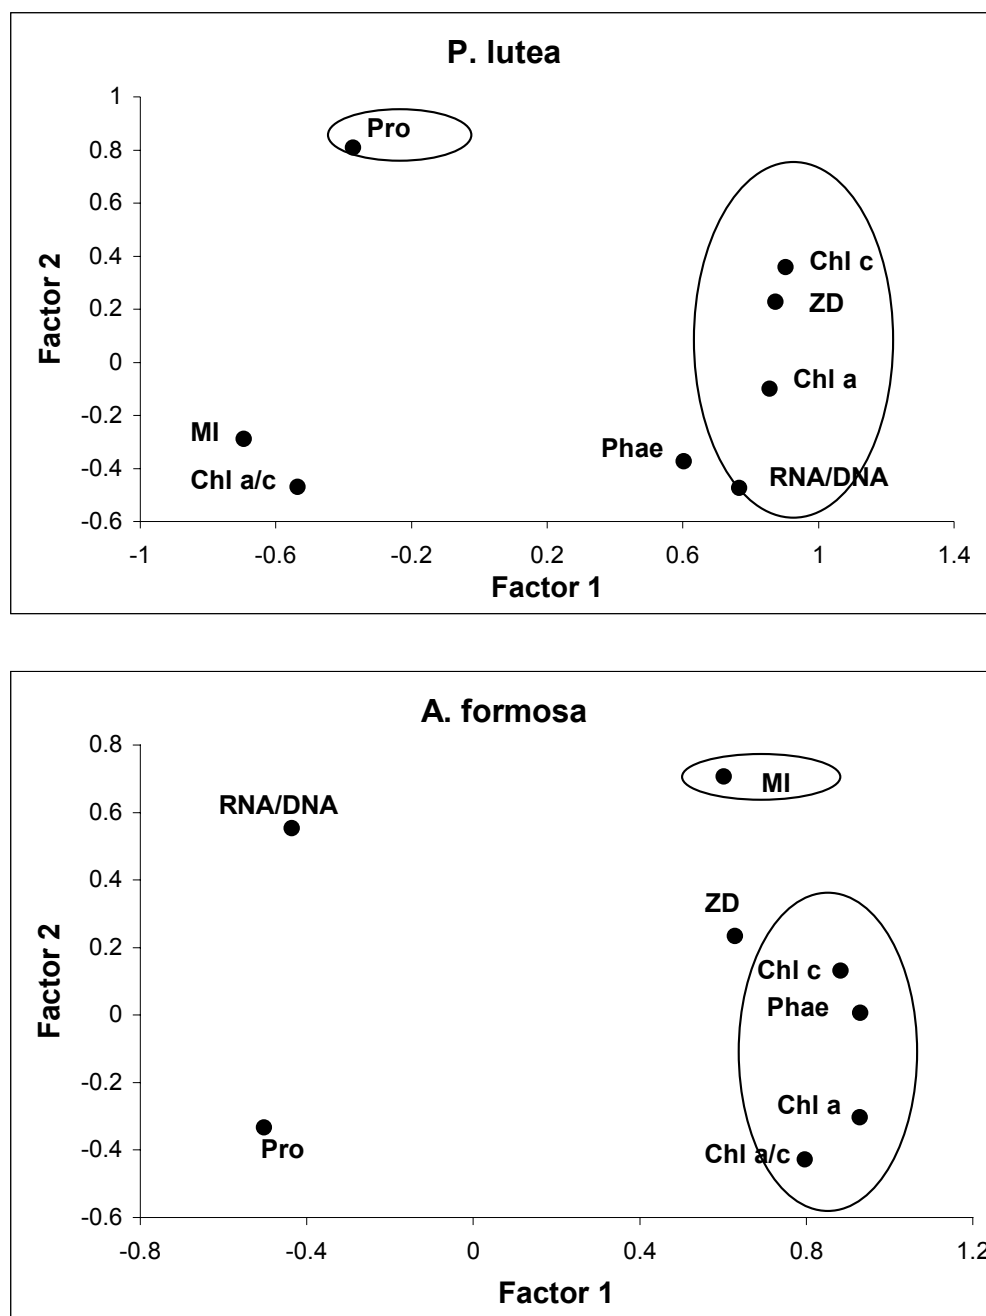 P. lutea
1
0.8
0.6
0.4
0.2
0
-0.2
-0.4
-0.6
Factor 2
Pro
Chl c
ZD
Chl a
MI
Chl a/c
Phae
RNA/DNA
-1 -0.6 -0.2 0.2 0.6 1 1.4
Factor 1
A. formosa
0.8
0.6
0.4
0.2
0
-0.2
-0.4
-0.6
Factor 2
MI
RNA/DNA
ZD
Chl c
Phae
Chl a
Chl a/c
Pro
-0.8 -0.4 0 0.4 0.8 1.2
Factor 1